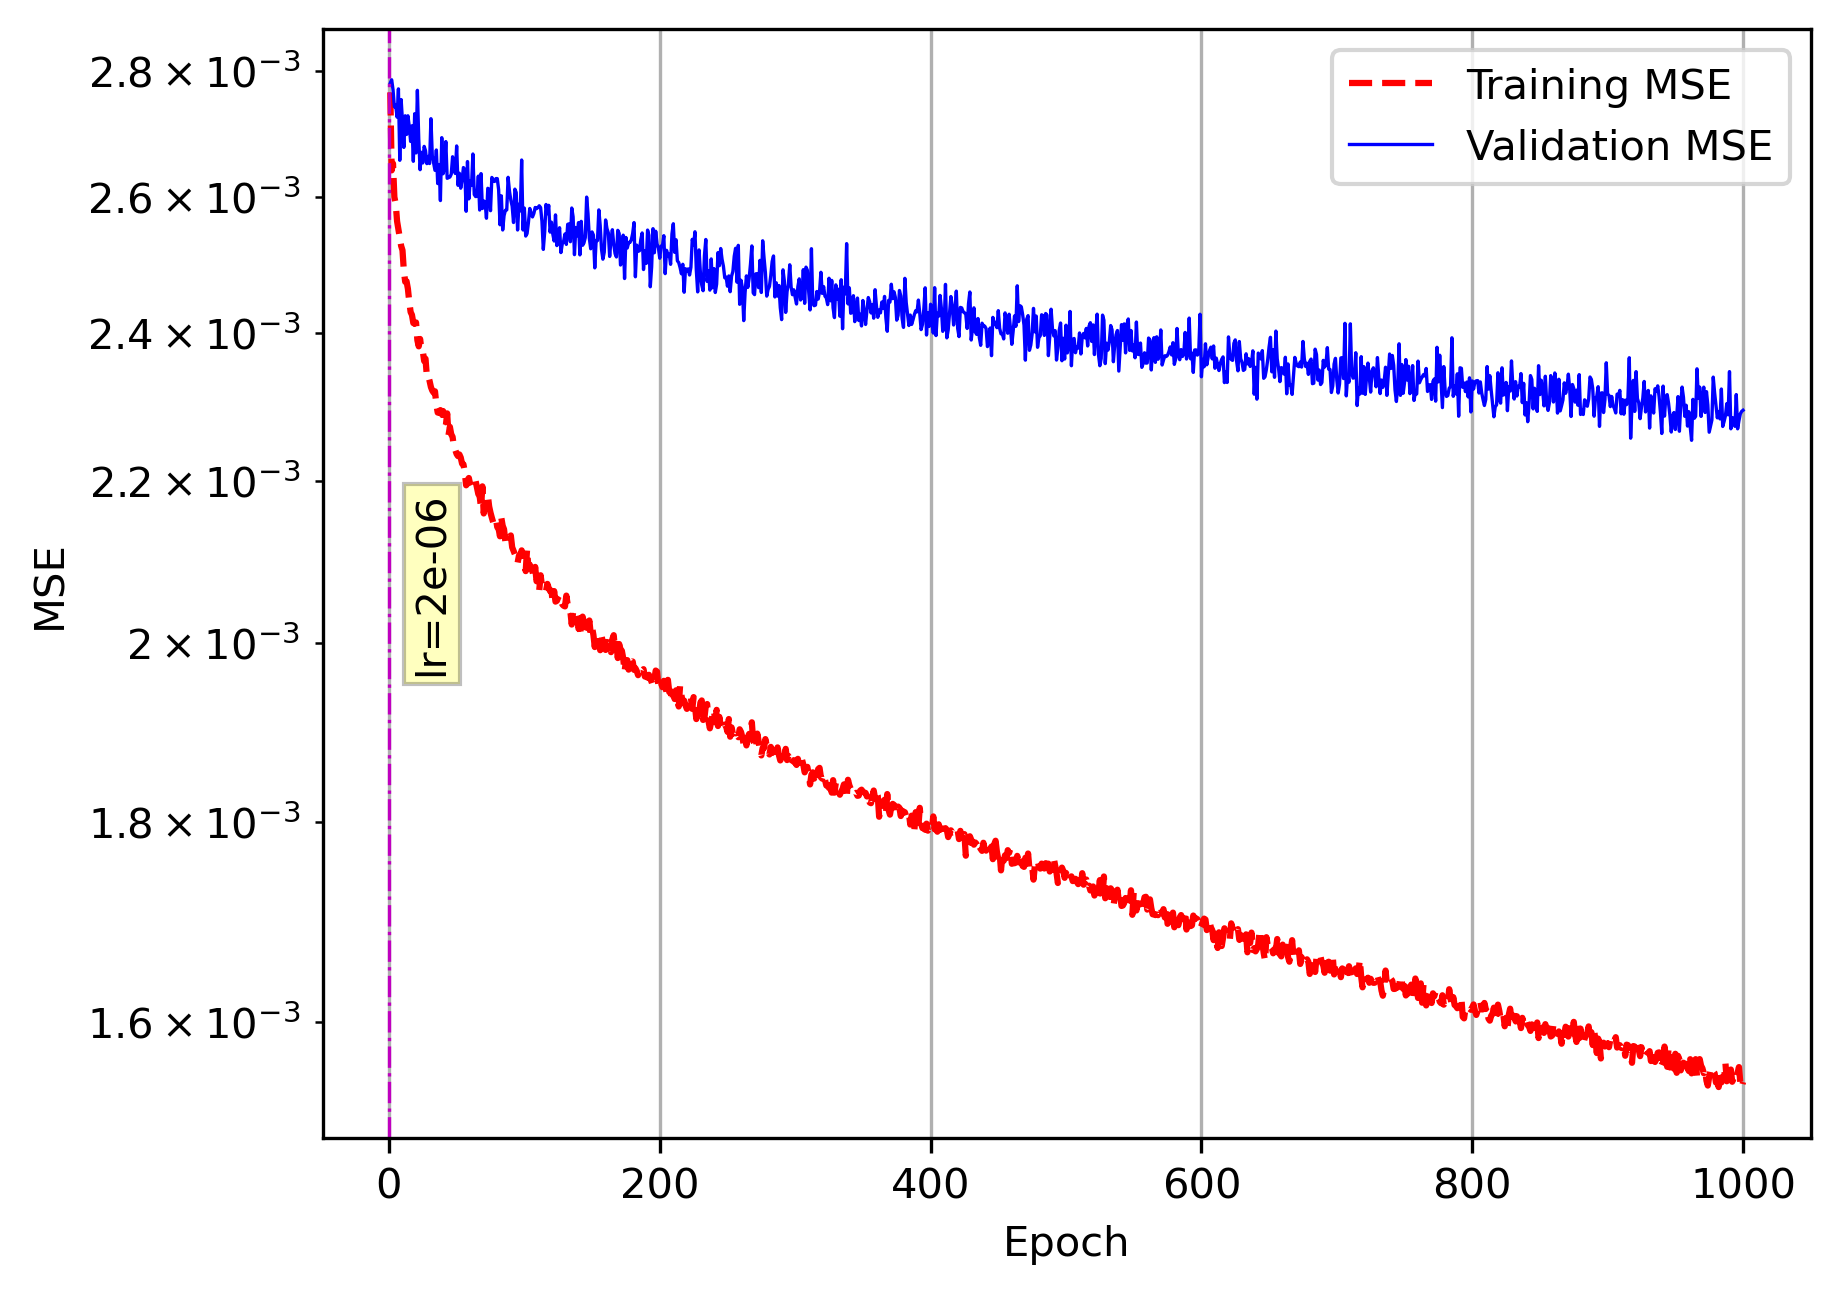 2.8 × 10⁻³
2.6 × 10⁻³
2.4 × 10⁻³
2.2 × 10⁻³
2 × 10⁻³
1.8 × 10⁻³
1.6 × 10⁻³
MSE
Training MSE
Validation MSE
lr=2e-06
0 200 400 600 800 1000
Epoch